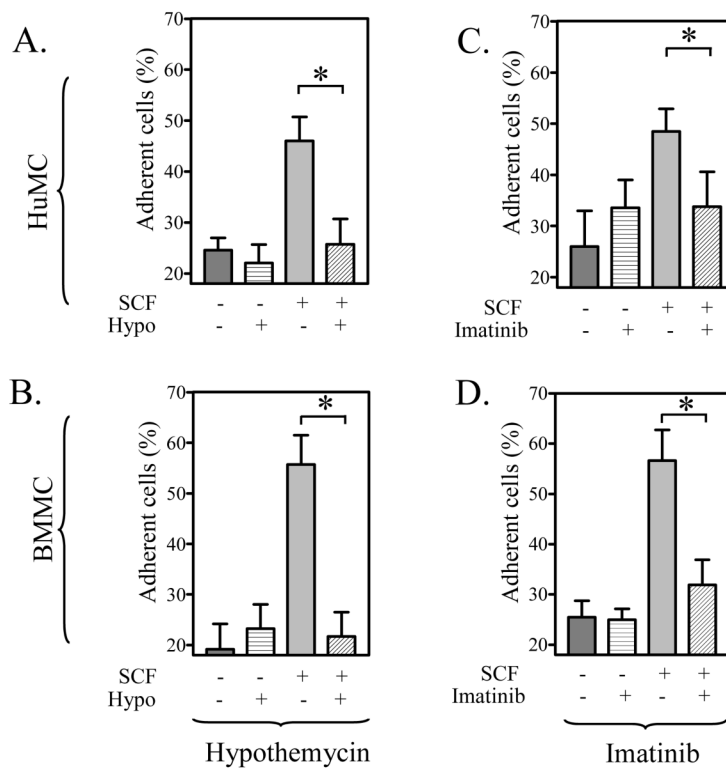 A.
HuMC
Adherent cells (%)
70
60
50
40
30
20
*
SCF - - + +
Hypo - + - +
C.
Adherent cells (%)
70
60
50
40
30
20
*
SCF - - + +
Imatinib - + - +
B.
BMMC
Adherent cells (%)
70
60
50
40
30
20
*
SCF - - + +
Hypo - + - +
Hypothemycin
D.
Adherent cells (%)
70
60
50
40
30
20
*
SCF - - + +
Imatinib - + - +
Imatinib